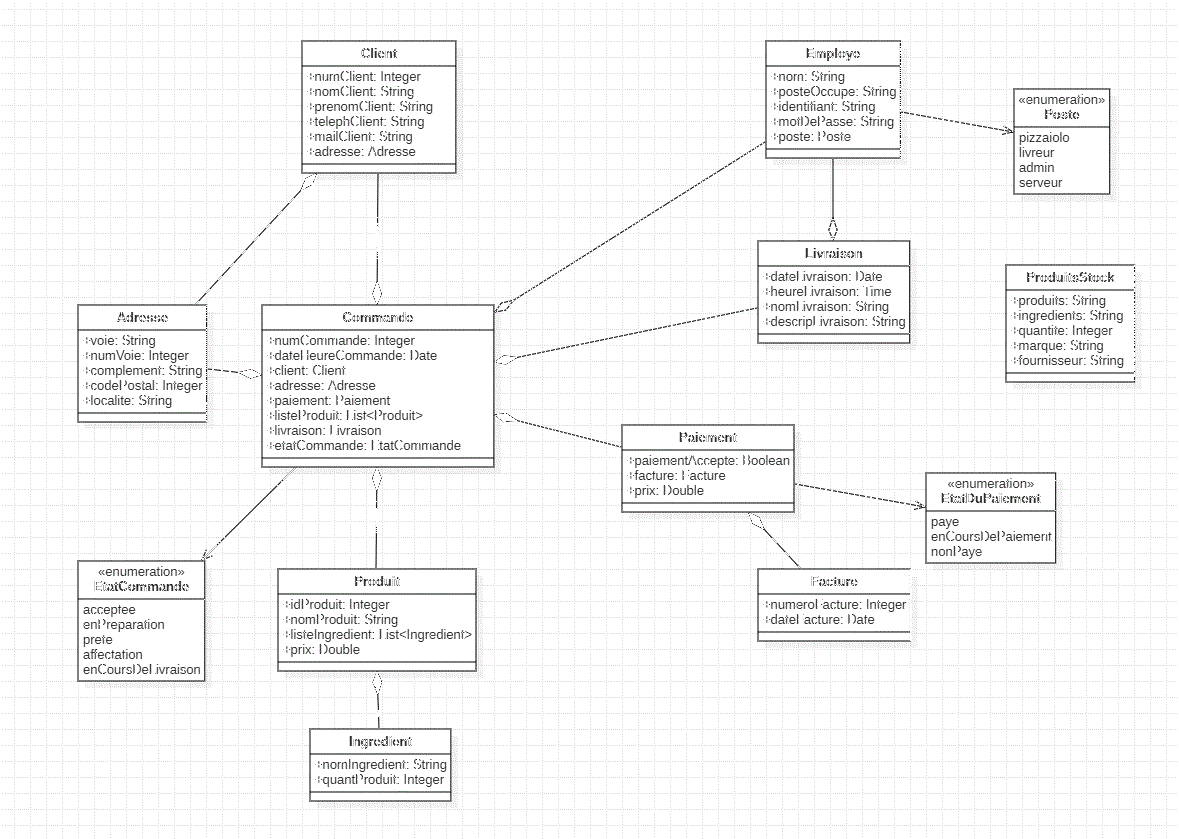 Client
+numClient: Integer
+nomClient: String
+prenomClient: String
+telephClient: String
+mailClient: String
+adresse: Adresse
Employe
+nom: String
+posteOccupe: String
+identifiant: String
+motDePasse: String
+poste: Poste
«enumeration»
Poste
pizzaiolo
livreur
admin
serveur
Livraison
+dateLivraison: Date
+heureLivraison: Time
+nomLivraison: String
+descripLivraison: String
ProduitsStock
+produits: String
+ingredients: String
+quantite: Integer
+marque: String
+fournisseur: String
Adresse
+voie: String
+numVoie: Integer
+complement: String
+codePostal: Integer
+localite: String
Commande
+numCommande: Integer
+dateHeureCommande: Date
+client: Client
+adresse: Adresse
+paiement: Paiement
+listeProduit: List<Produit>
+livraison: Livraison
+etatCommande: EtatCommande
Paiement
+paiementAccepte: Boolean
+facture: Facture
+prix: Double
«enumeration»
EtatDuPaiement
paye
enCoursDePaiement
nonPaye
«enumeration»
EtatCommande
acceptee
enPreparation
prete
affectation
enCoursDeLivraison
Produit
+idProduit: Integer
+nomProduit: String
+listeIngredient: List<Ingredient>
+prix: Double
Facture
+numeroFacture: Integer
+dateFacture: Date
Ingredient
+nomIngredient: String
+quantProduit: Integer